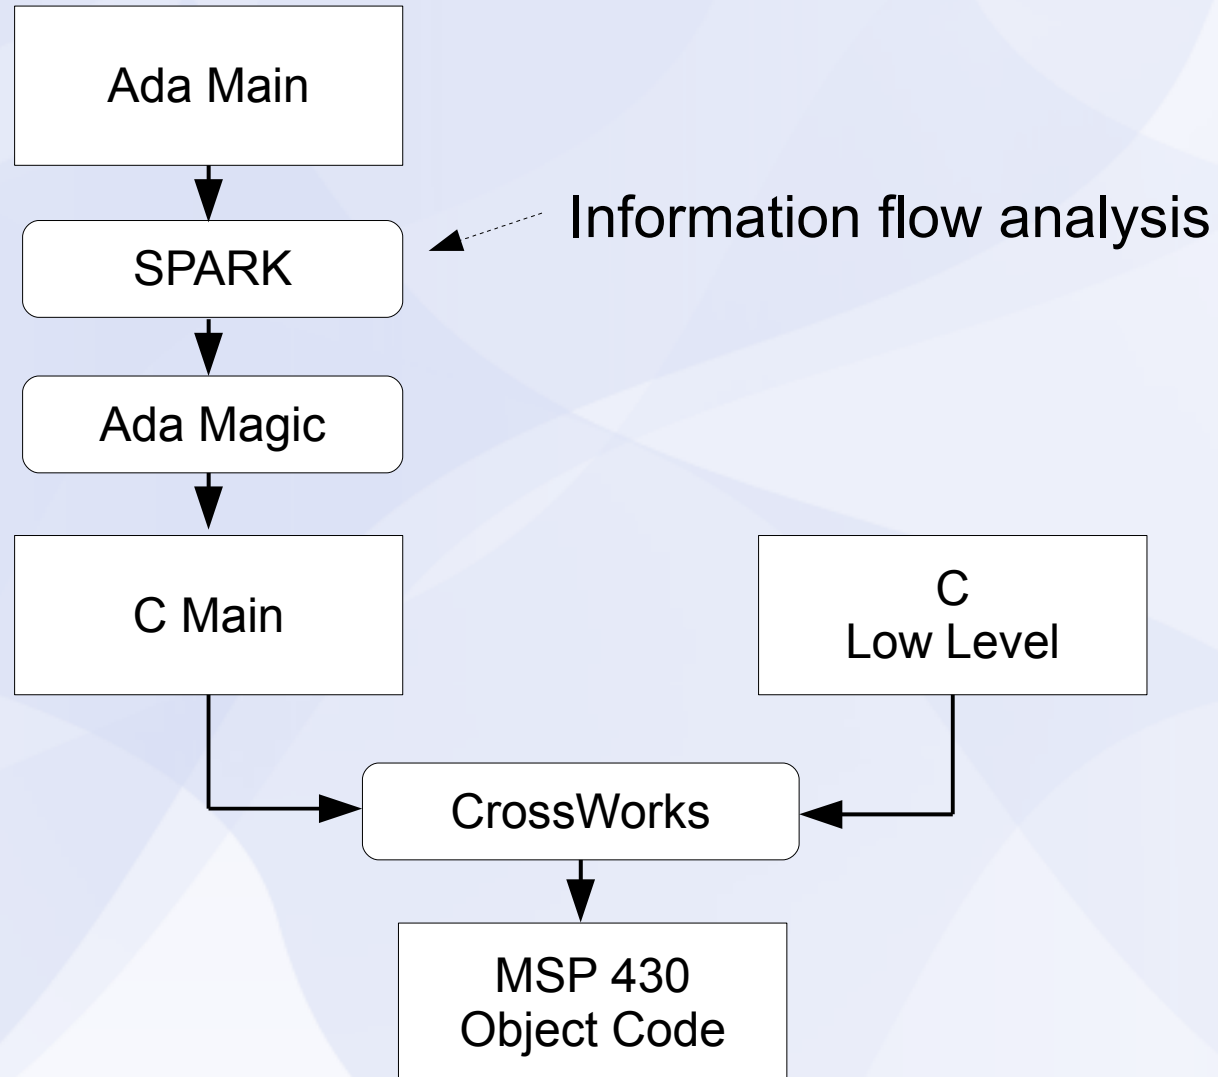 Ada Main
Information flow analysis
SPARK
Ada Magic
C Main
C
Low Level
CrossWorks
MSP 430
Object Code